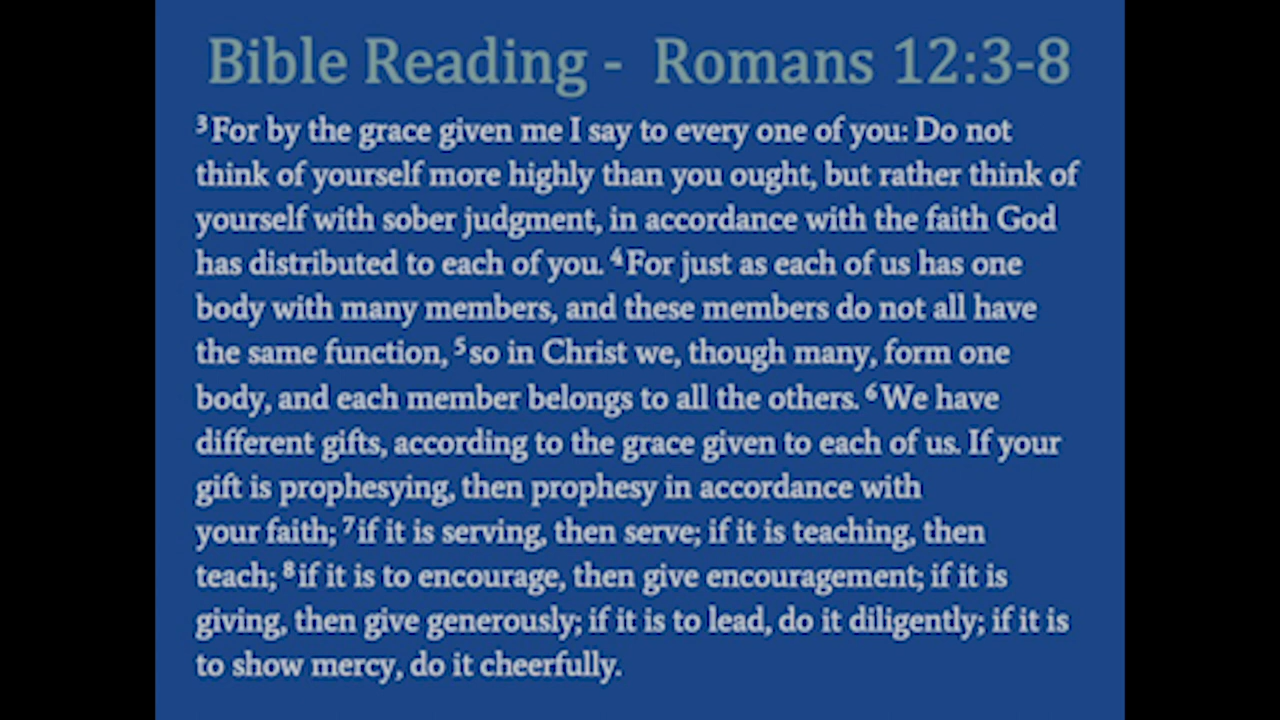 Bible Reading -  Romans 12:3-8
³For by the grace given me I say to every one of you: Do not
think of yourself more highly than you ought, but rather think of
yourself with sober judgment, in accordance with the faith God
has distributed to each of you. ⁴For just as each of us has one
body with many members, and these members do not all have
the same function, ⁵so in Christ we, though many, form one
body, and each member belongs to all the others. ⁶We have
different gifts, according to the grace given to each of us. If your
gift is prophesying, then prophesy in accordance with
your faith; ⁷if it is serving, then serve; if it is teaching, then
teach; ⁸if it is to encourage, then give encouragement; if it is
giving, then give generously; if it is to lead, do it diligently; if it is
to show mercy, do it cheerfully.